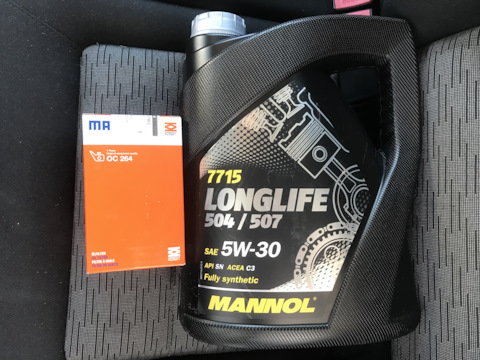 MA
OC 264
7715
LONGLIFE
504 / 507
SAE 5W-30
API SN ACEA C3
Fully synthetic
MANNOL